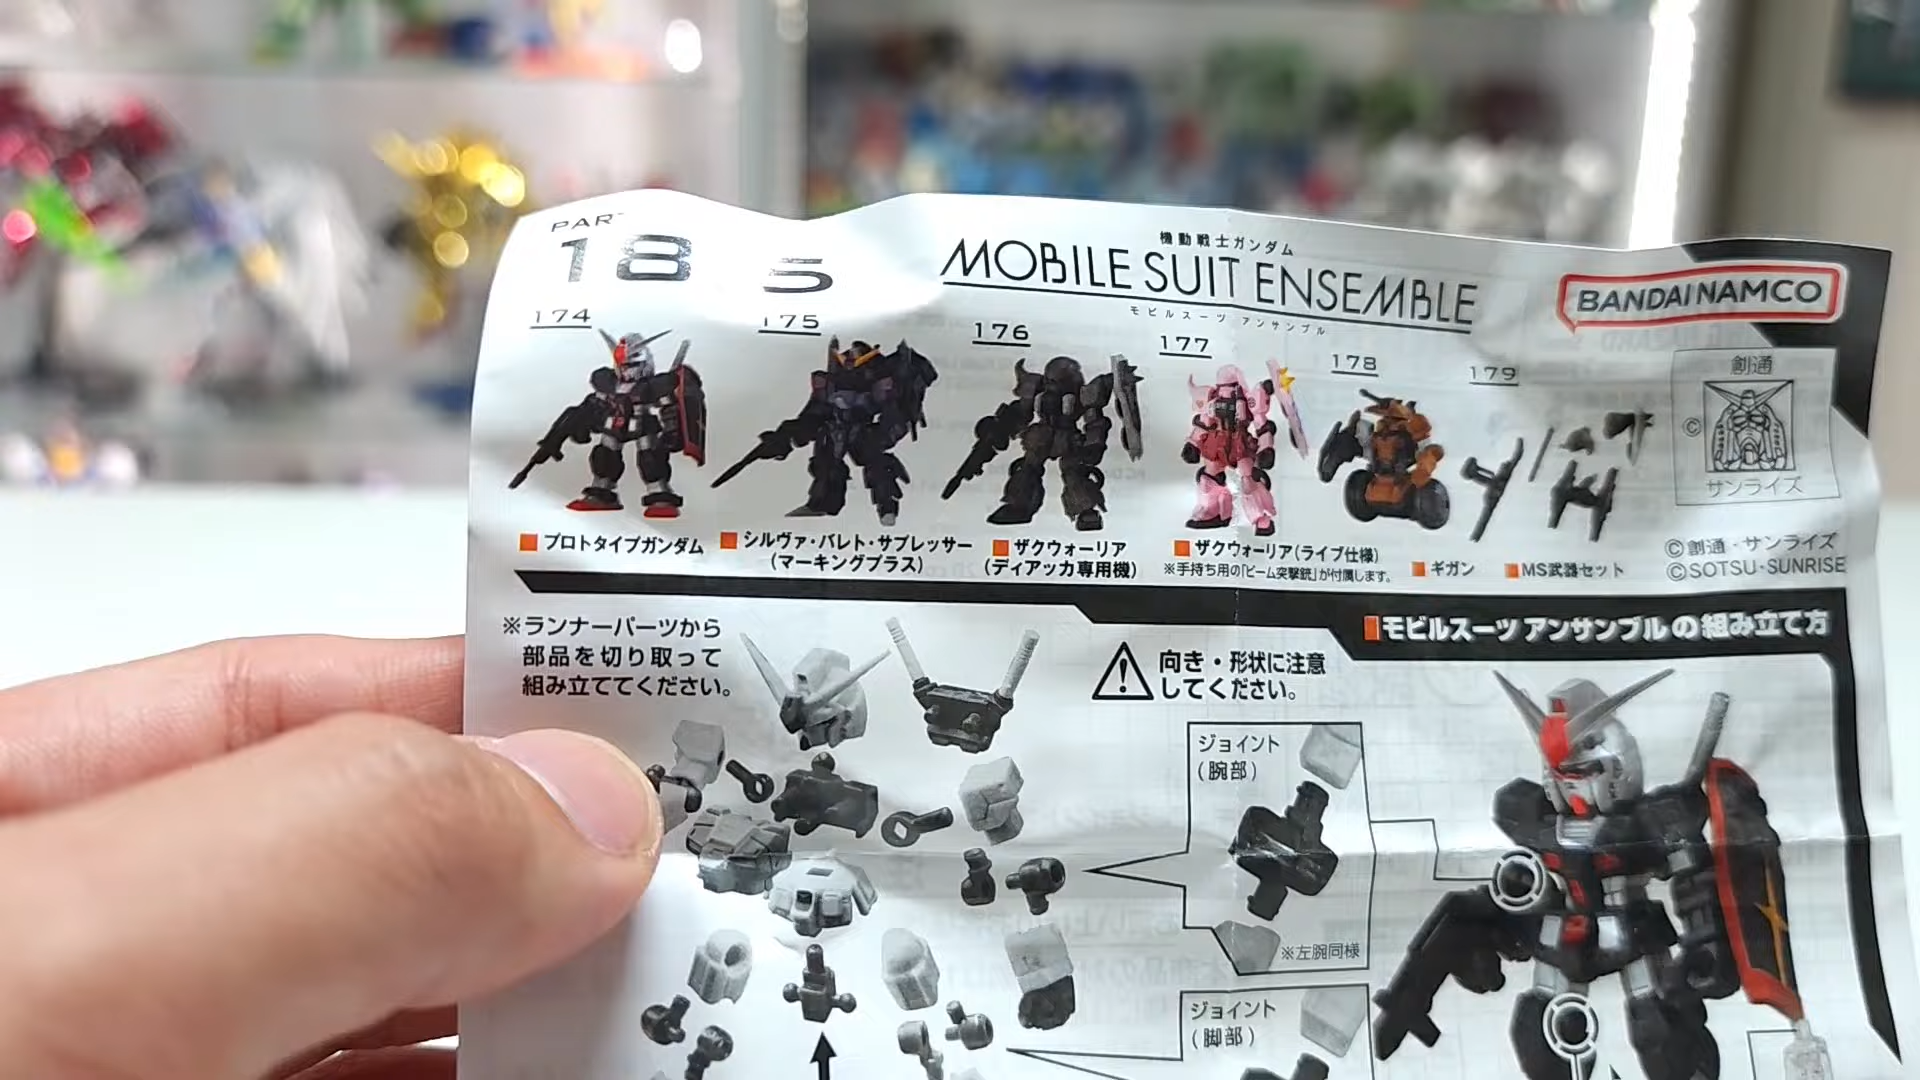 PART
18 5
機動戦士ガンダム
MOBILE SUIT ENSEMBLE
モビルスーツ アンサンブル
BANDAI NAMCO
174
175
176
177
178
179
創通
©
サンライズ
プロトタイプガンダム
シルヴァ・バレト・サプレッサー
(マーキングプラス)
ザクウォーリア
(ディアッカ専用機)
ザクウォーリア(ライブ仕様)
※手持ち用の「ビーム突撃銃」が付属します。
ギガン
MS武器セット
©創通・サンライズ
©SOTSU・SUNRISE
モビルスーツ アンサンブルの組み立て方
※ランナーパーツから
部品を切り取って
組み立ててください。
向き・形状に注意
してください。
ジョイント
(腕部)
※左腕同様
ジョイント
(脚部)